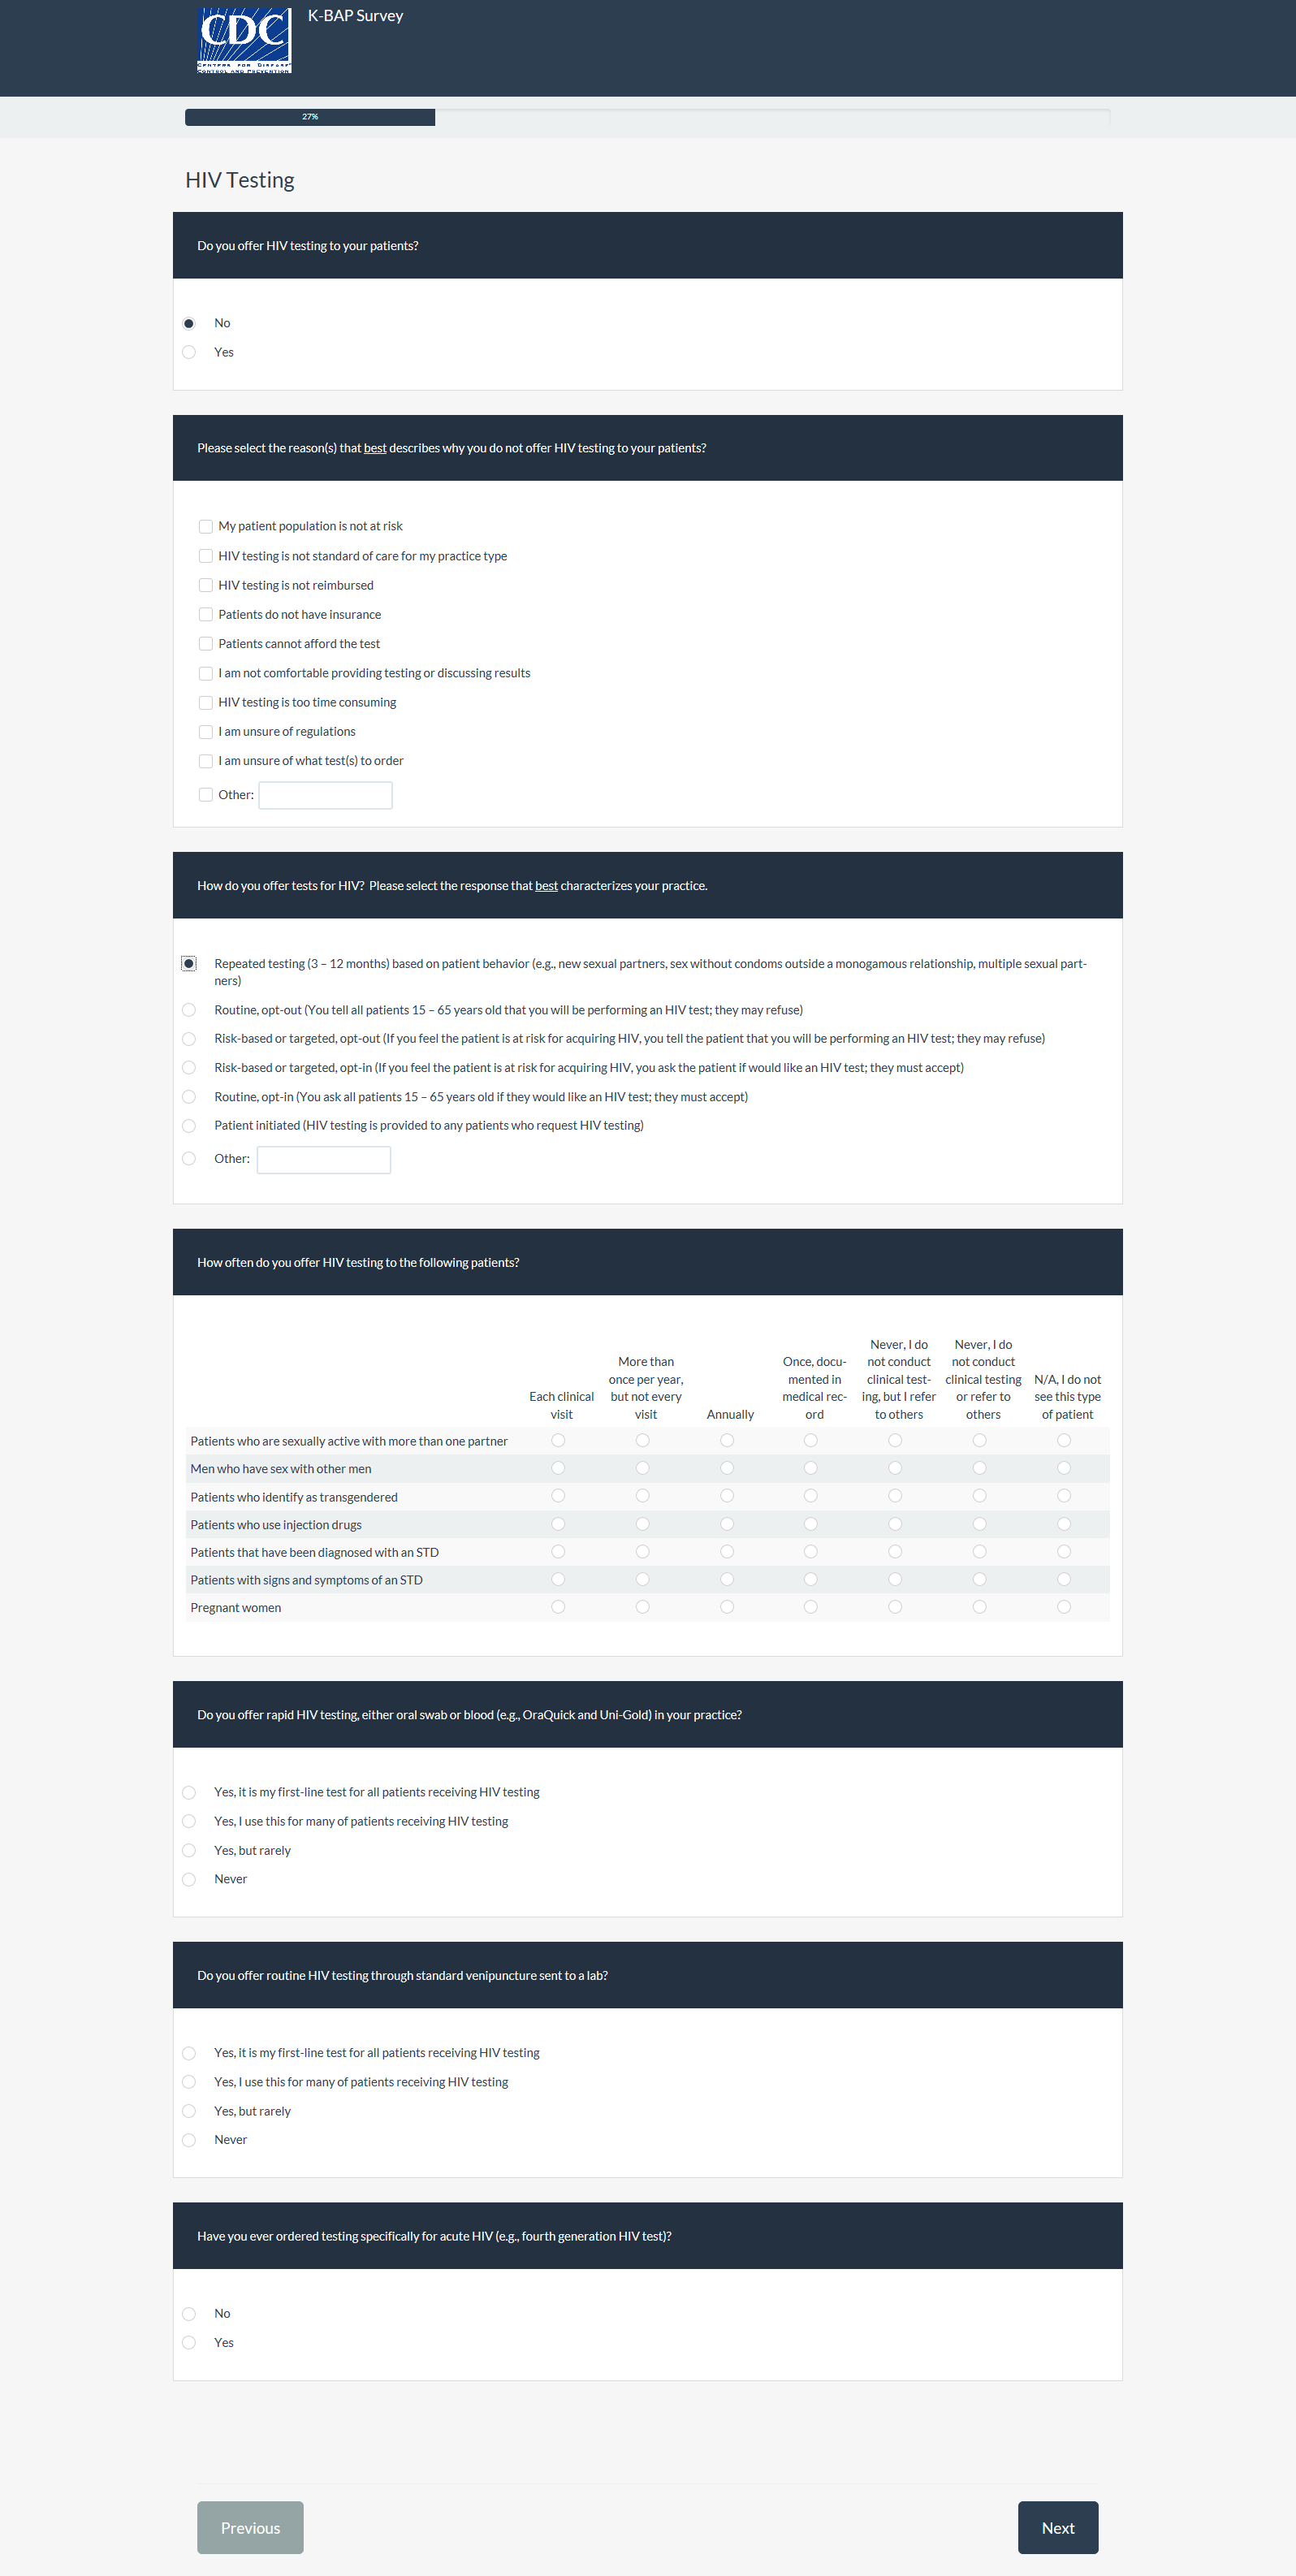 CDC
CENTERS FOR DISEASE
CONTROL AND PREVENTION
K-BAP Survey
27%
HIV Testing
Do you offer HIV testing to your patients?
No
Yes
Please select the reason(s) that best describes why you do not offer HIV testing to your patients?
My patient population is not at risk
HIV testing is not standard of care for my practice type
HIV testing is not reimbursed
Patients do not have insurance
Patients cannot afford the test
I am not comfortable providing testing or discussing results
HIV testing is too time consuming
I am unsure of regulations
I am unsure of what test(s) to order
Other:
How do you offer tests for HIV?  Please select the response that best characterizes your practice.
Repeated testing (3 – 12 months) based on patient behavior (e.g., new sexual partners, sex without condoms outside a monogamous relationship, multiple sexual part-
ners)
Routine, opt-out (You tell all patients 15 – 65 years old that you will be performing an HIV test; they may refuse)
Risk-based or targeted, opt-out (If you feel the patient is at risk for acquiring HIV, you tell the patient that you will be performing an HIV test; they may refuse)
Risk-based or targeted, opt-in (If you feel the patient is at risk for acquiring HIV, you ask the patient if would like an HIV test; they must accept)
Routine, opt-in (You ask all patients 15 – 65 years old if they would like an HIV test; they must accept)
Patient initiated (HIV testing is provided to any patients who request HIV testing)
Other:
How often do you offer HIV testing to the following patients?
Each clinical
visit
More than
once per year,
but not every
visit
Annually
Once, docu-
mented in
medical rec-
ord
Never, I do
not conduct
clinical test-
ing, but I refer
to others
Never, I do
not conduct
clinical testing
or refer to
others
N/A, I do not
see this type
of patient
Patients who are sexually active with more than one partner
Men who have sex with other men
Patients who identify as transgendered
Patients who use injection drugs
Patients that have been diagnosed with an STD
Patients with signs and symptoms of an STD
Pregnant women
Do you offer rapid HIV testing, either oral swab or blood (e.g., OraQuick and Uni-Gold) in your practice?
Yes, it is my first-line test for all patients receiving HIV testing
Yes, I use this for many of patients receiving HIV testing
Yes, but rarely
Never
Do you offer routine HIV testing through standard venipuncture sent to a lab?
Yes, it is my first-line test for all patients receiving HIV testing
Yes, I use this for many of patients receiving HIV testing
Yes, but rarely
Never
Have you ever ordered testing specifically for acute HIV (e.g., fourth generation HIV test)?
No
Yes
Previous
Next